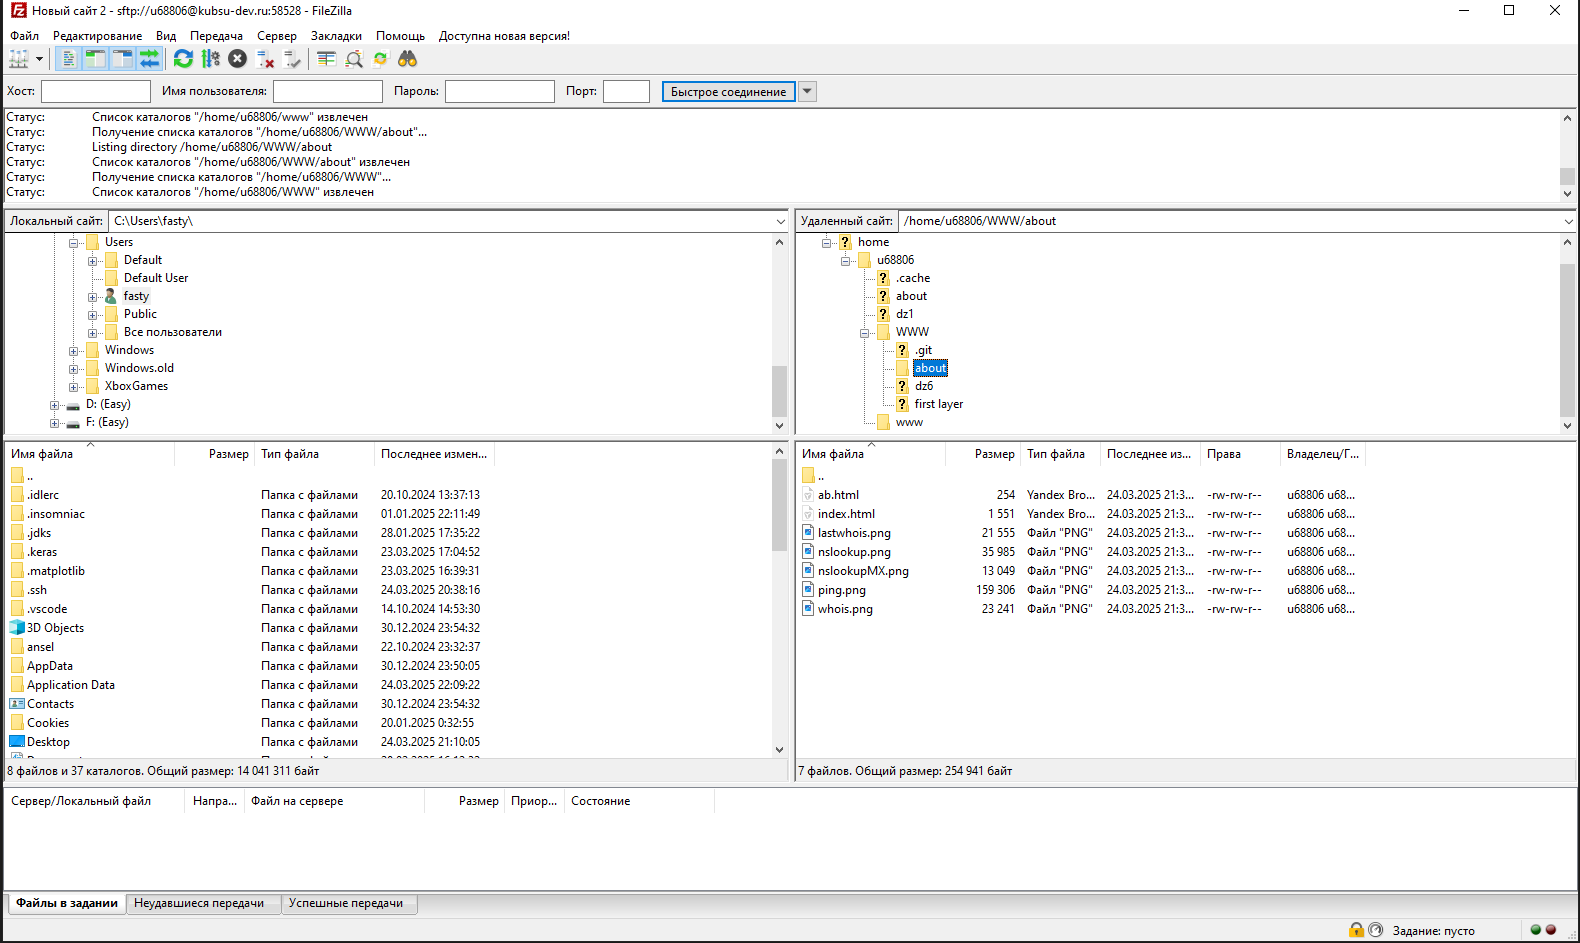 Новый сайт 2 - sftp://u68806@kubsu-dev.ru:58528 - FileZilla
Файл Редактирование Вид Передача Сервер Закладки Помощь Доступна новая версия!
Хост: Имя пользователя: Пароль: Порт: Быстрое соединение
Статус: Список каталогов "/home/u68806/www" извлечен
Статус: Получение списка каталогов "/home/u68806/WWW/about"...
Статус: Listing directory /home/u68806/WWW/about
Статус: Список каталогов "/home/u68806/WWW/about" извлечен
Статус: Получение списка каталогов "/home/u68806/WWW"...
Статус: Список каталогов "/home/u68806/WWW" извлечен
Локальный сайт: C:\Users\fasty\
Users
Default
Default User
fasty
Public
Все пользователи
Windows
Windows.old
XboxGames
D: (Easy)
F: (Easy)
Удаленный сайт: /home/u68806/WWW/about
home
u68806
.cache
about
dz1
WWW
.git
about
dz6
first layer
www
Имя файла Размер Тип файла Последнее измен...
..
.idlerc Папка с файлами 20.10.2024 13:37:13
.insomniac Папка с файлами 01.01.2025 22:11:49
.jdks Папка с файлами 28.01.2025 17:35:22
.keras Папка с файлами 23.03.2025 17:04:52
.matplotlib Папка с файлами 23.03.2025 16:39:31
.ssh Папка с файлами 24.03.2025 20:38:16
.vscode Папка с файлами 14.10.2024 14:53:30
3D Objects Папка с файлами 30.12.2024 23:54:32
ansel Папка с файлами 22.10.2024 23:32:37
AppData Папка с файлами 30.12.2024 23:50:05
Application Data Папка с файлами 24.03.2025 22:09:22
Contacts Папка с файлами 30.12.2024 23:54:32
Cookies Папка с файлами 20.01.2025 0:32:55
Desktop Папка с файлами 24.03.2025 21:10:05
8 файлов и 37 каталогов. Общий размер: 14 041 311 байт
Имя файла Размер Тип файла Последнее из... Права Владелец/Г...
..
ab.html 254 Yandex Bro... 24.03.2025 21:3... -rw-rw-r-- u68806 u68...
index.html 1 551 Yandex Bro... 24.03.2025 21:3... -rw-rw-r-- u68806 u68...
lastwhois.png 21 555 Файл "PNG" 24.03.2025 21:3... -rw-rw-r-- u68806 u68...
nslookup.png 35 985 Файл "PNG" 24.03.2025 21:3... -rw-rw-r-- u68806 u68...
nslookupMX.png 13 049 Файл "PNG" 24.03.2025 21:3... -rw-rw-r-- u68806 u68...
ping.png 159 306 Файл "PNG" 24.03.2025 21:3... -rw-rw-r-- u68806 u68...
whois.png 23 241 Файл "PNG" 24.03.2025 21:3... -rw-rw-r-- u68806 u68...
7 файлов. Общий размер: 254 941 байт
Сервер/Локальный файл Напра... Файл на сервере Размер Приор... Состояние
Файлы в задании Неудавшиеся передачи Успешные передачи
Задание: пусто